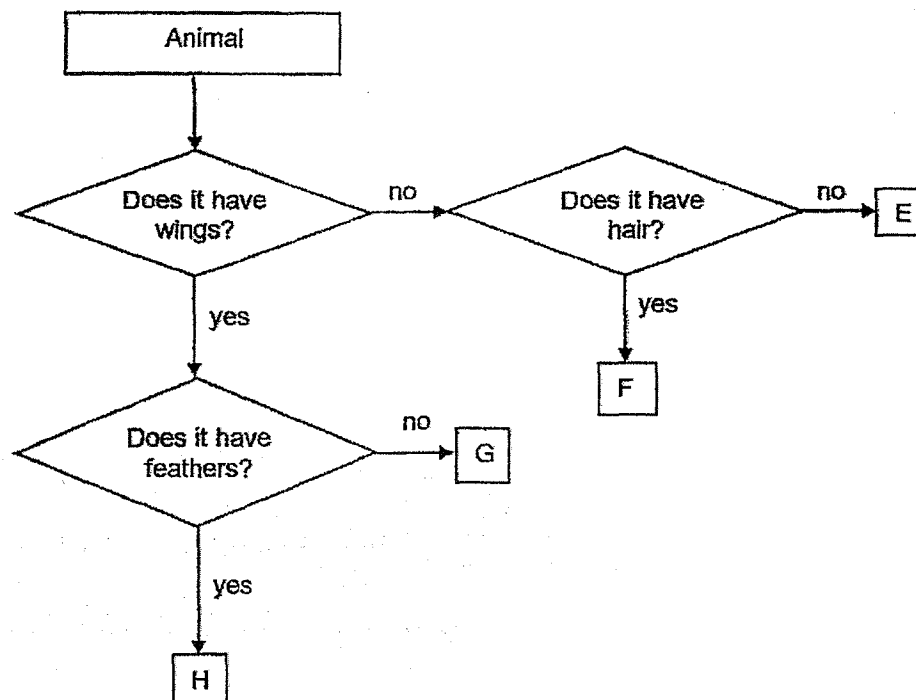 Animal
Does it have
wings?
no
Does it have
hair?
no
E
yes
yes
F
Does it have
feathers?
no
G
yes
H